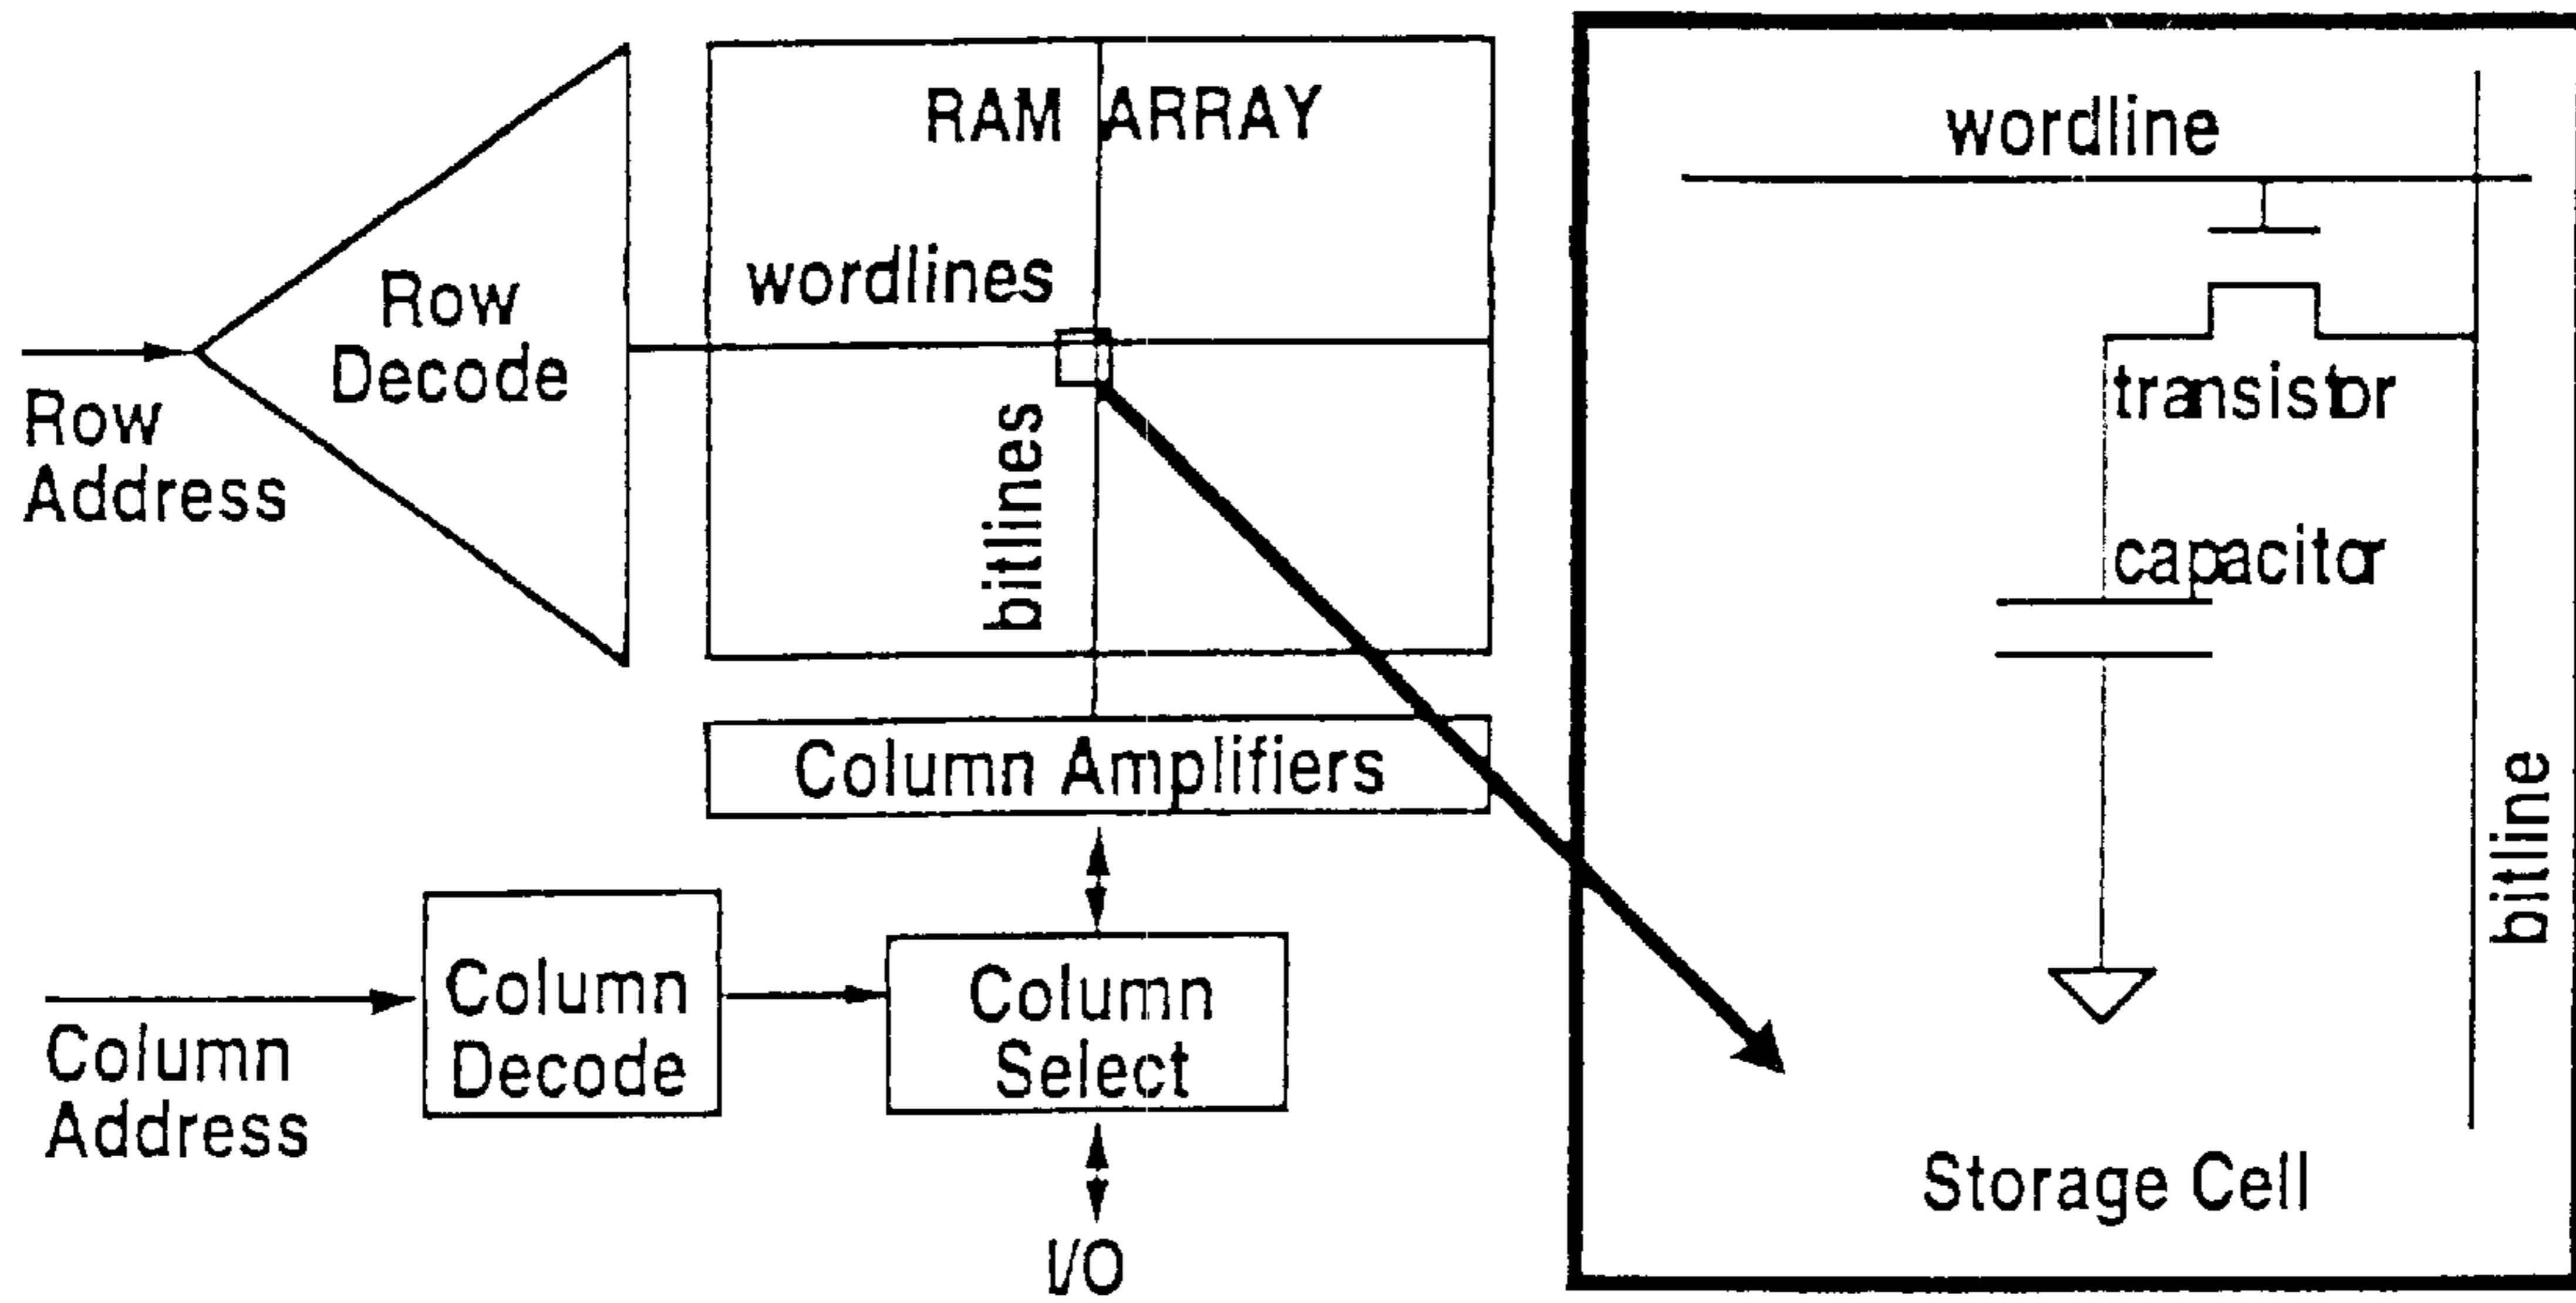 RAM ARRAY
wordlines
Row
Decode
Row
Address
bitlines
Column Amplifiers
Column
Decode
Column
Address
Column
Select
I/O
wordline
transistor
capacitor
bitline
Storage Cell